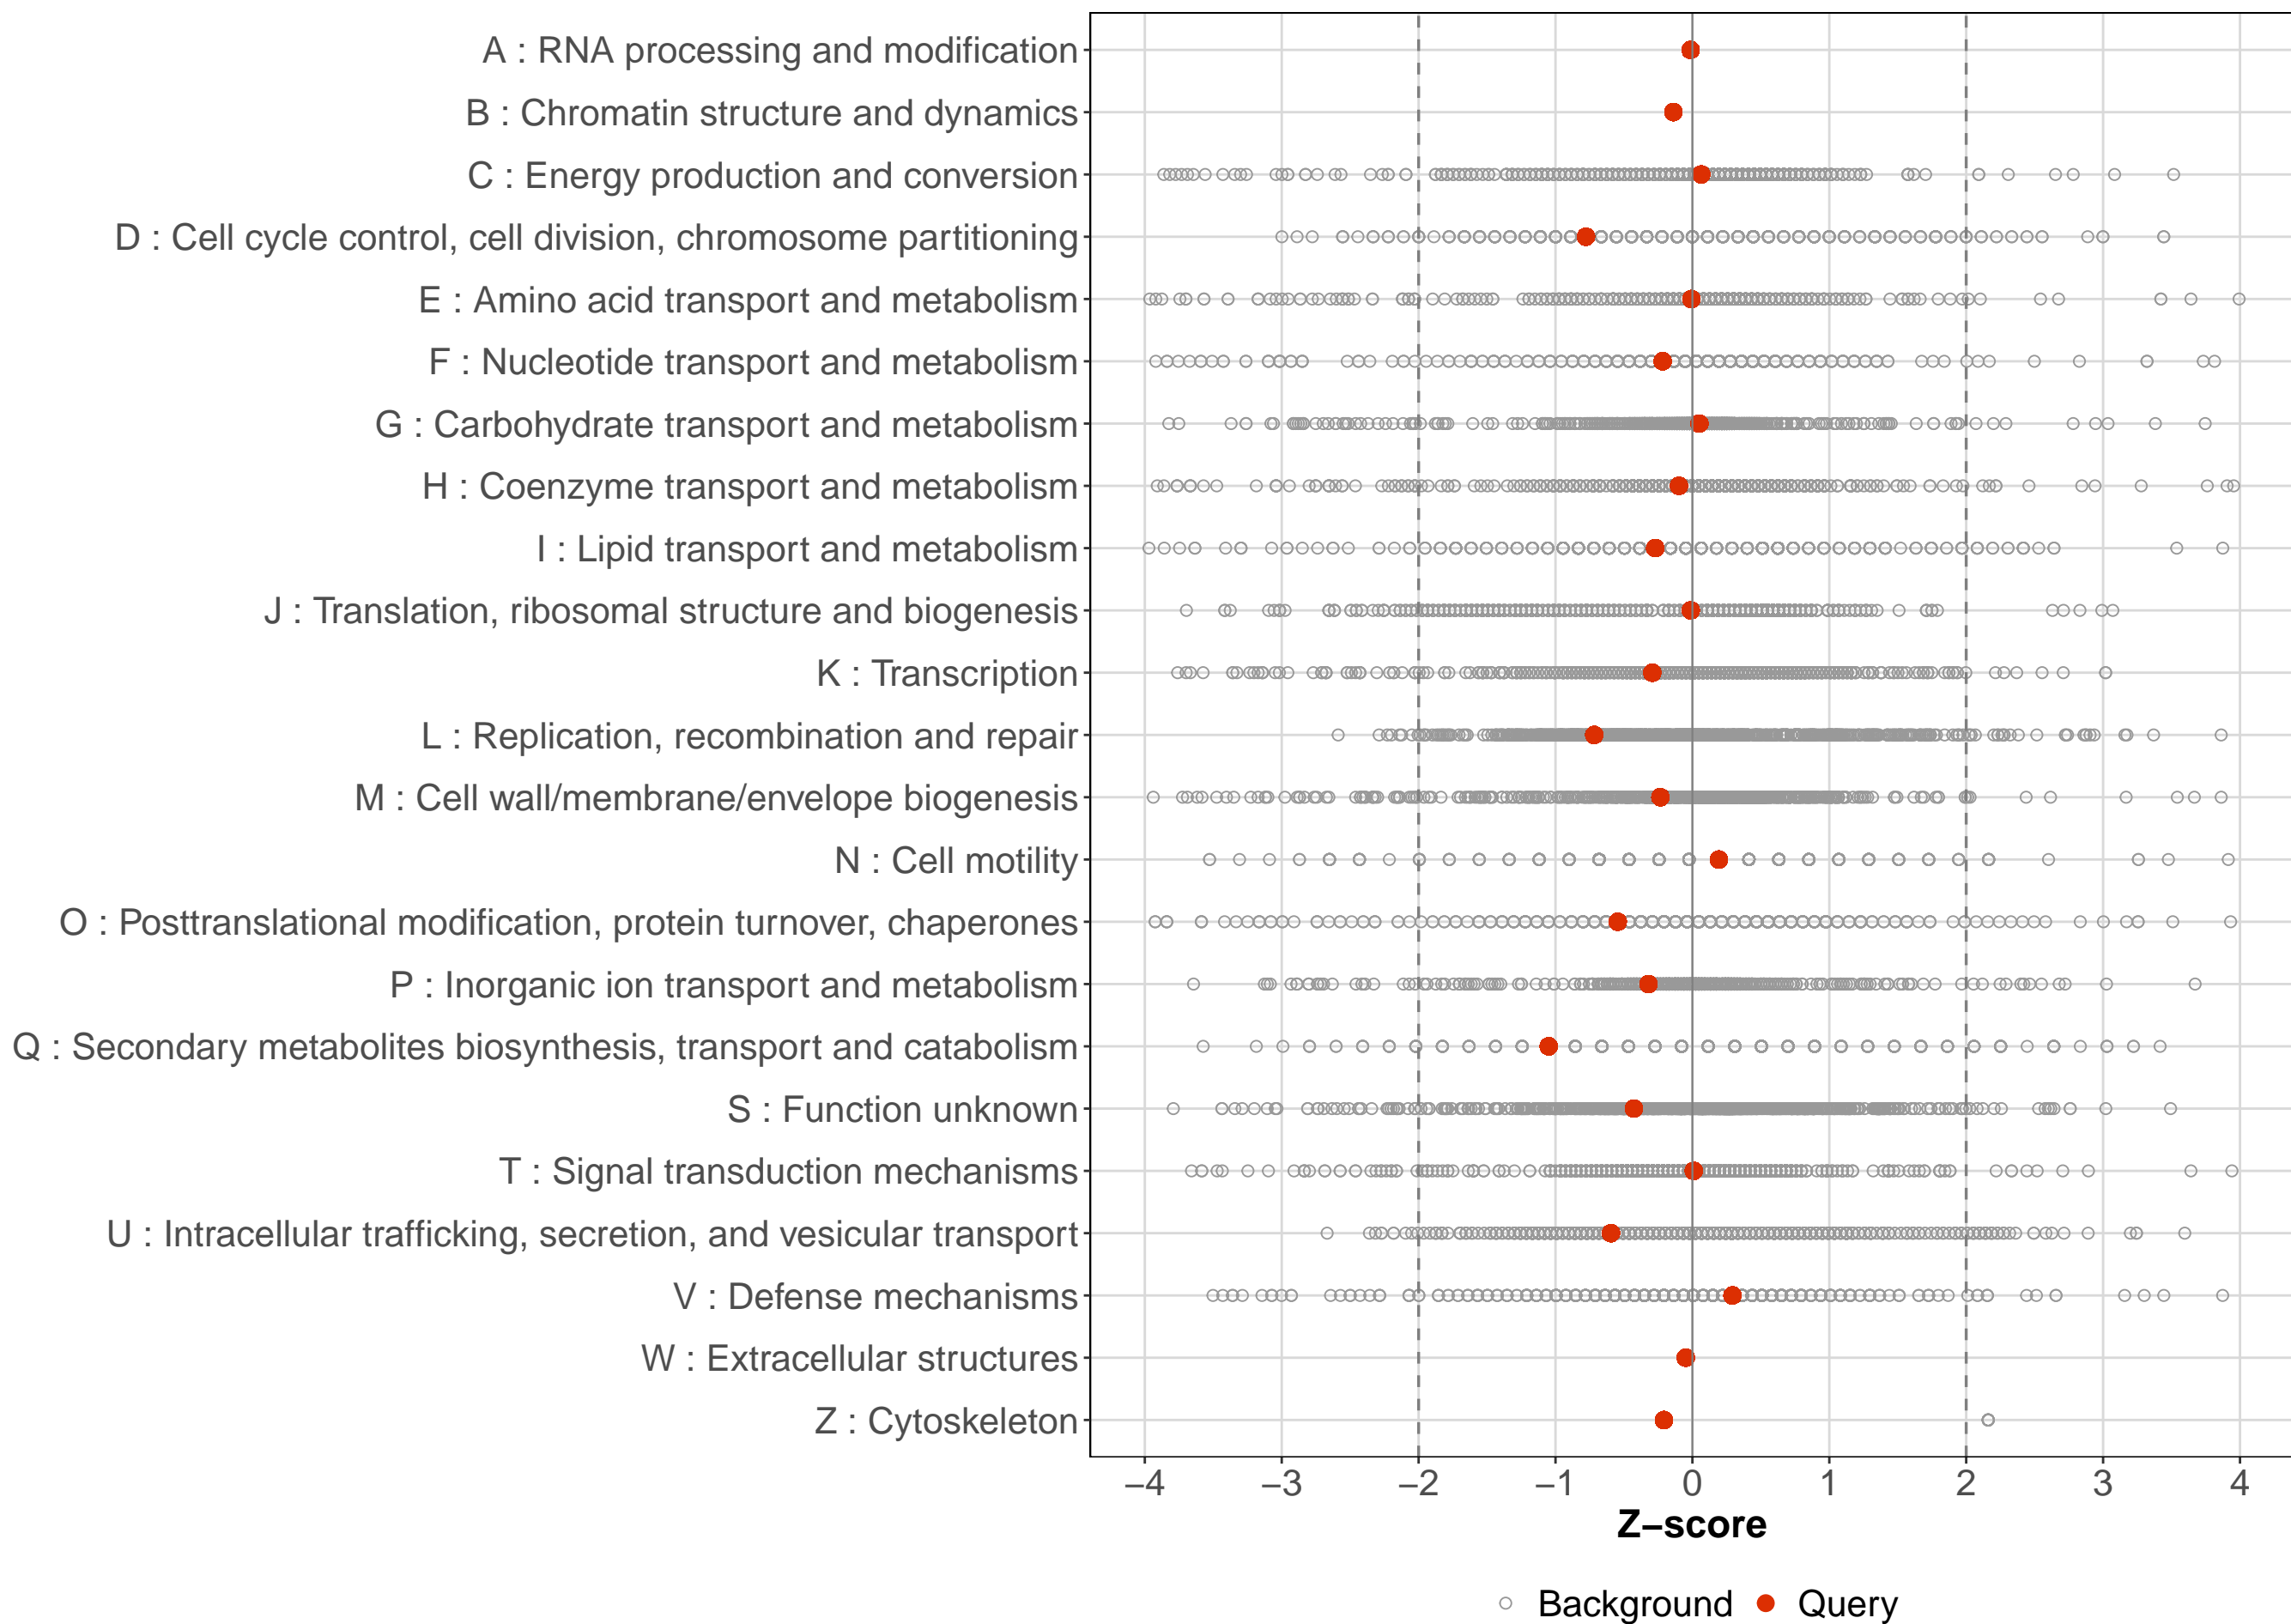 A : RNA processing and modification
B : Chromatin structure and dynamics
C : Energy production and conversion
D : Cell cycle control, cell division, chromosome partitioning
E : Amino acid transport and metabolism
F : Nucleotide transport and metabolism
G : Carbohydrate transport and metabolism
H : Coenzyme transport and metabolism
I : Lipid transport and metabolism
J : Translation, ribosomal structure and biogenesis
K : Transcription
L : Replication, recombination and repair
M : Cell wall/membrane/envelope biogenesis
N : Cell motility
O : Posttranslational modification, protein turnover, chaperones
P : Inorganic ion transport and metabolism
Q : Secondary metabolites biosynthesis, transport and catabolism
S : Function unknown
T : Signal transduction mechanisms
U : Intracellular trafficking, secretion, and vesicular transport
V : Defense mechanisms
W : Extracellular structures
Z : Cytoskeleton
−4 −3 −2 −1 0 1 2 3 4
Z−score
Background Query